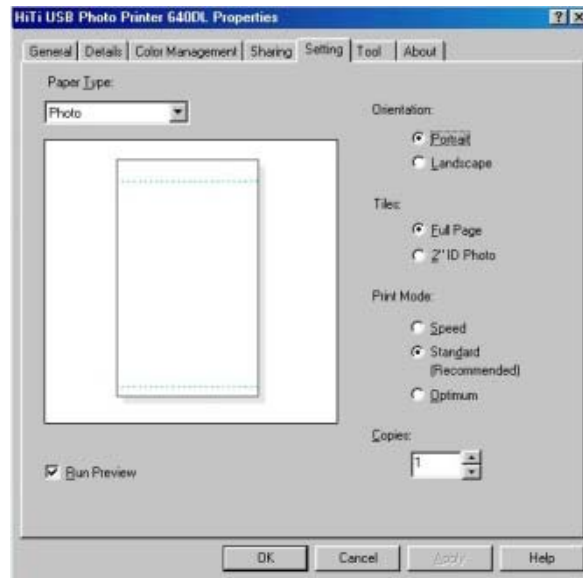 HiTi USB Photo Printer 640DL Properties
General Details Color Management Sharing Setting Tool About
Paper Type:
Photo
Orientation:
Portrait
Landscape
Tiles:
Full Page
2" ID Photo
Print Mode:
Speed
Standard
(Recommended)
Optimum
Copies:
1
Run Preview
OK Cancel Apply Help